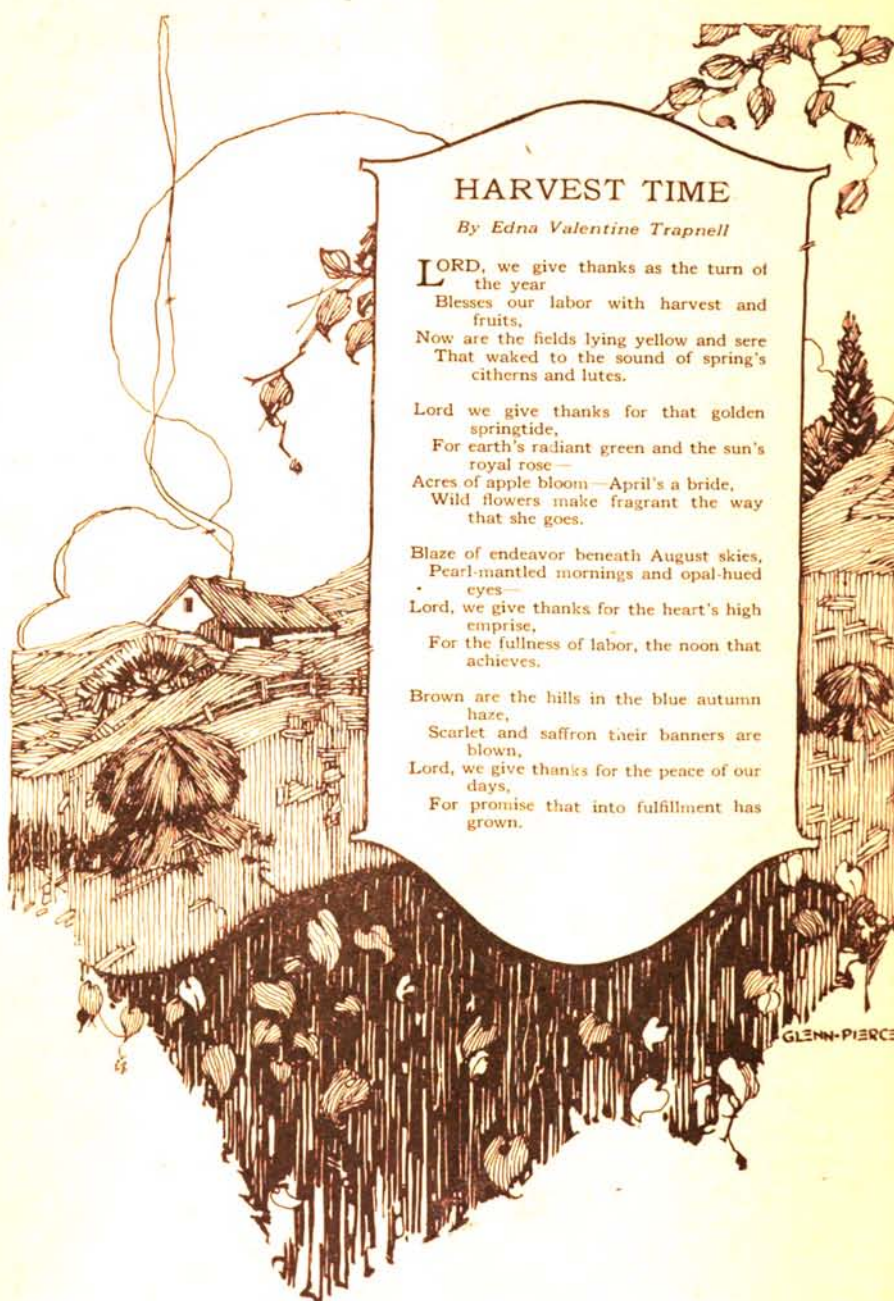 HARVEST TIME
By Edna Valentine Trapnell
LORD, we give thanks as the turn of
the year
Blesses our labor with harvest and
fruits,
Now are the fields lying yellow and sere
That waked to the sound of spring's
citherns and lutes.
Lord we give thanks for that golden
springtide,
For earth's radiant green and the sun's
royal rose—
Acres of apple bloom—April's a bride,
Wild flowers make fragrant the way
that she goes.
Blaze of endeavor beneath August skies,
Pearl-mantled mornings and opal-hued
eyes—
Lord, we give thanks for the heart's high
emprise,
For the fullness of labor, the noon that
achieves.
Brown are the hills in the blue autumn
haze,
Scarlet and saffron their banners are
blown,
Lord, we give thanks for the peace of our
days,
For promise that into fulfillment has
grown.
GLENN-PIERCE